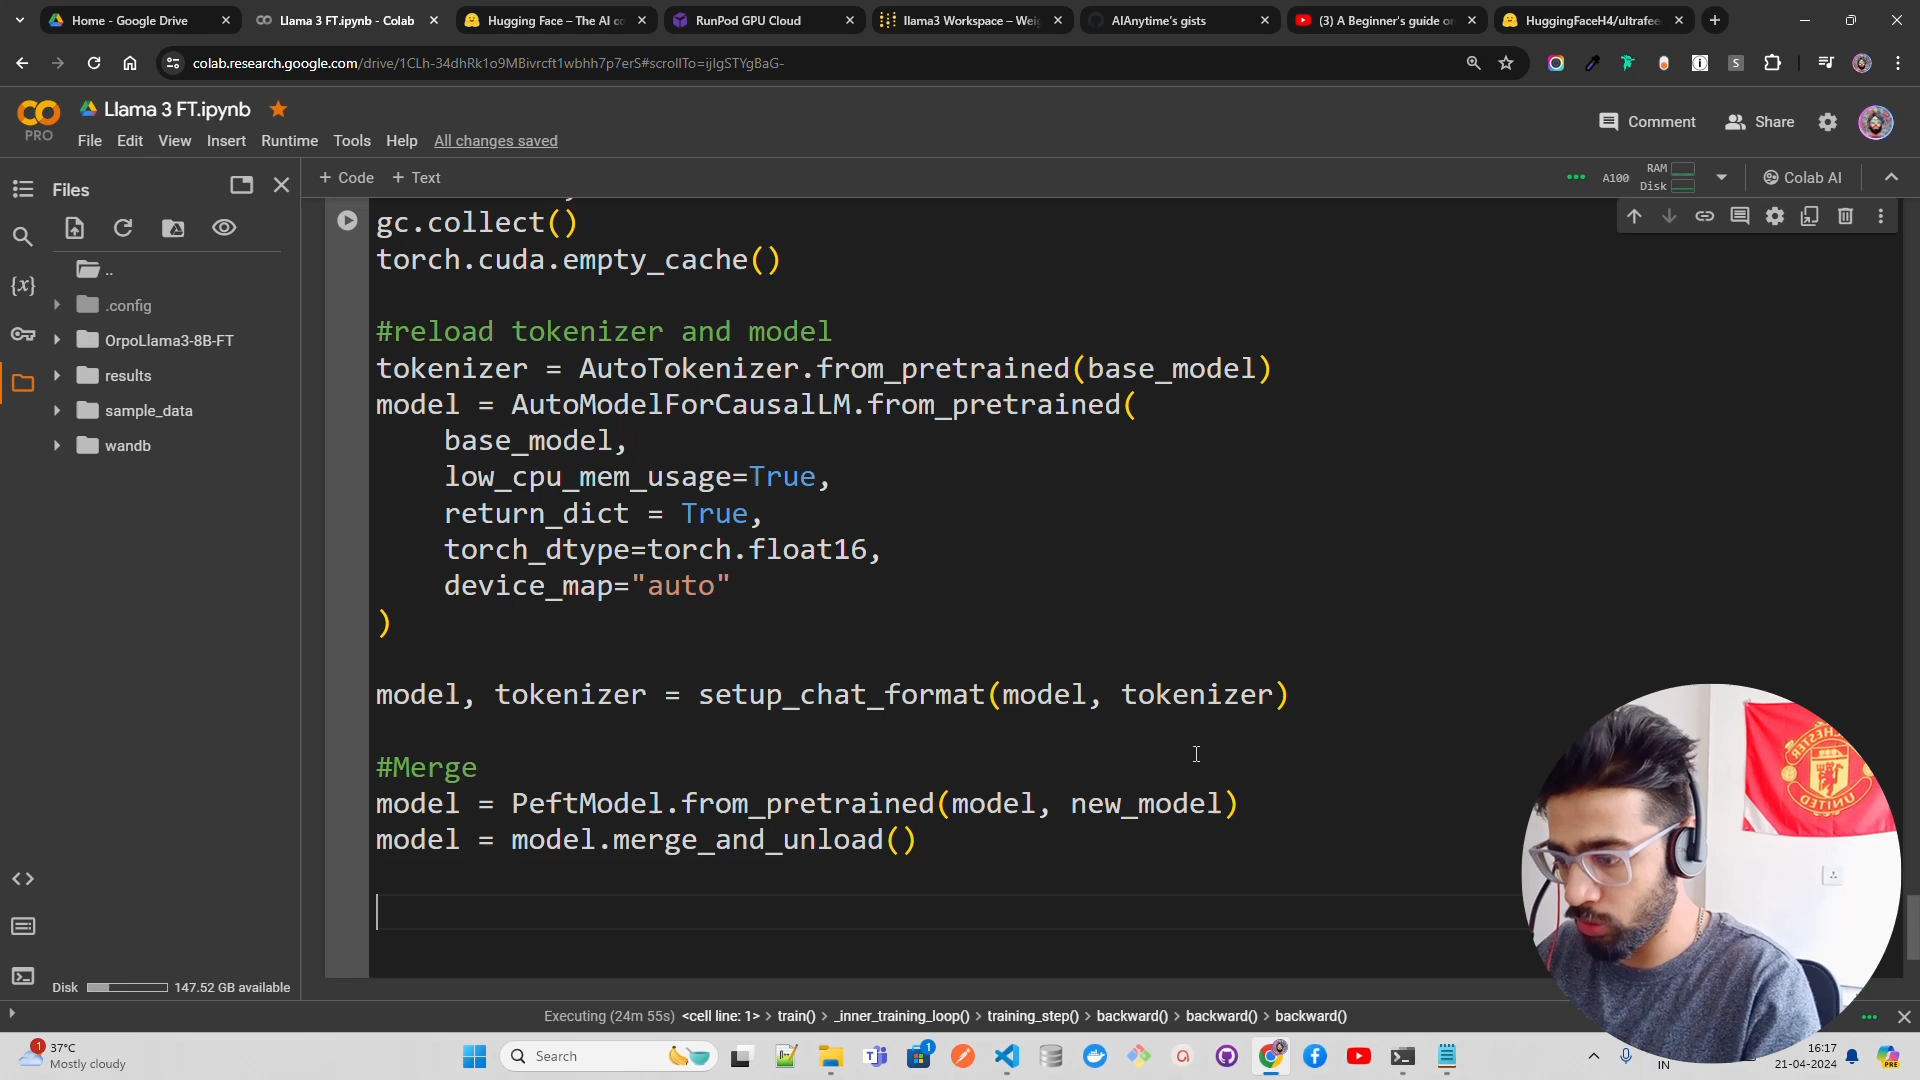 Home - Google Drive
Llama 3 FT.ipynb - Colab
Hugging Face – The AI co
RunPod GPU Cloud
llama3 Workspace – Wei
AIAnytime's gists
(3) A Beginner's guide o
HuggingFaceH4/ultrafee
colab.research.google.com/drive/1CLh-34dhRk1o9MBivrcft1wbhh7p7erS#scrollTo=ijIgSTYgBaG-
CO
PRO
Llama 3 FT.ipynb
File Edit View Insert Runtime Tools Help All changes saved
Comment
Share
Files
+ Code + Text
A100
RAM
Disk
Colab AI
..
.config
OrpoLlama3-8B-FT
results
sample_data
wandb
{x}
gc.collect()
torch.cuda.empty_cache()
#reload tokenizer and model
tokenizer = AutoTokenizer.from_pretrained(base_model)
model = AutoModelForCausalLM.from_pretrained(
base_model,
low_cpu_mem_usage=True,
return_dict = True,
torch_dtype=torch.float16,
device_map="auto"
)
model, tokenizer = setup_chat_format(model, tokenizer)
#Merge
model = PeftModel.from_pretrained(model, new_model)
model = model.merge_and_unload()
UNITED
Disk 147.52 GB available
Executing (24m 55s) <cell line: 1> > train() > _inner_training_loop() > training_step() > backward() > backward() > backward()
1
37°C
Mostly cloudy
Search
1
IN
16:17
21-04-2024
PRE